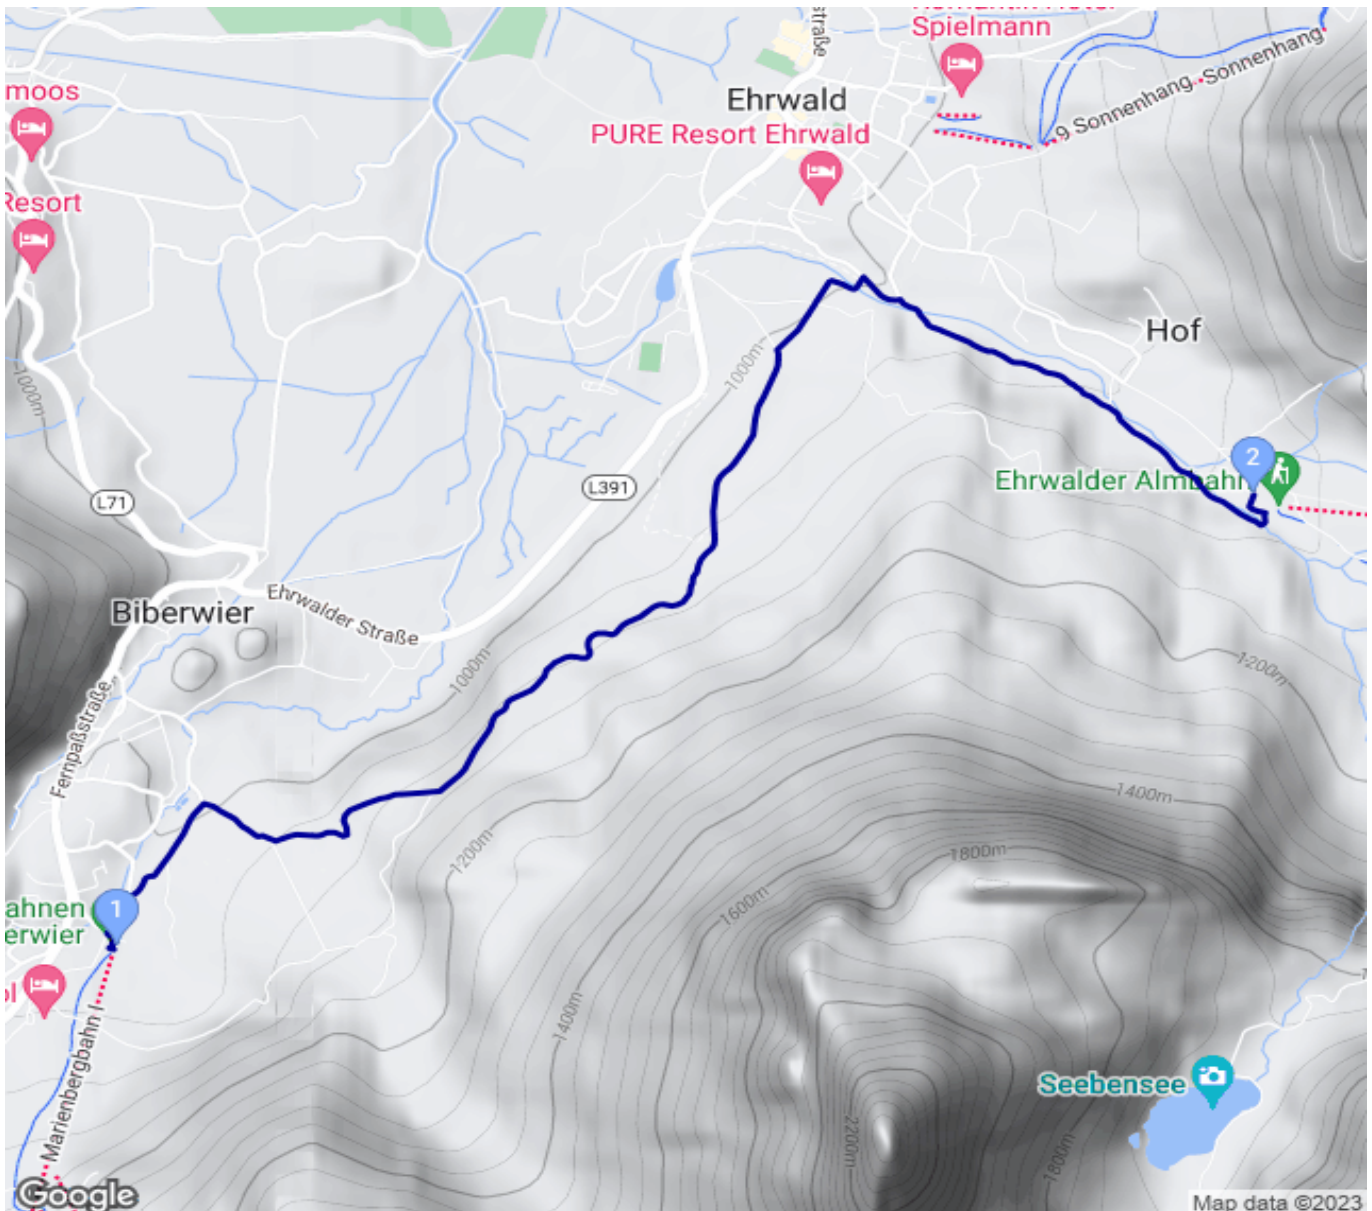 Spielmann
straße
moos
Ehrwald
PURE Resort Ehrwald
9 Sonnenhang
Sonnenhang
Resort
Hof
1000m
1000m
L71
L391
2
Ehrwalder Almbahn
Biberwier
Ehrwalder Straße
1000m
1200m
Fernpaßstraße
1400m
1200m
1800m
1600m
ahnen
erwier
1
ol
1400m
Marienbergbahn I
Seebensee
2200m
1800m
Google
Map data ©2023